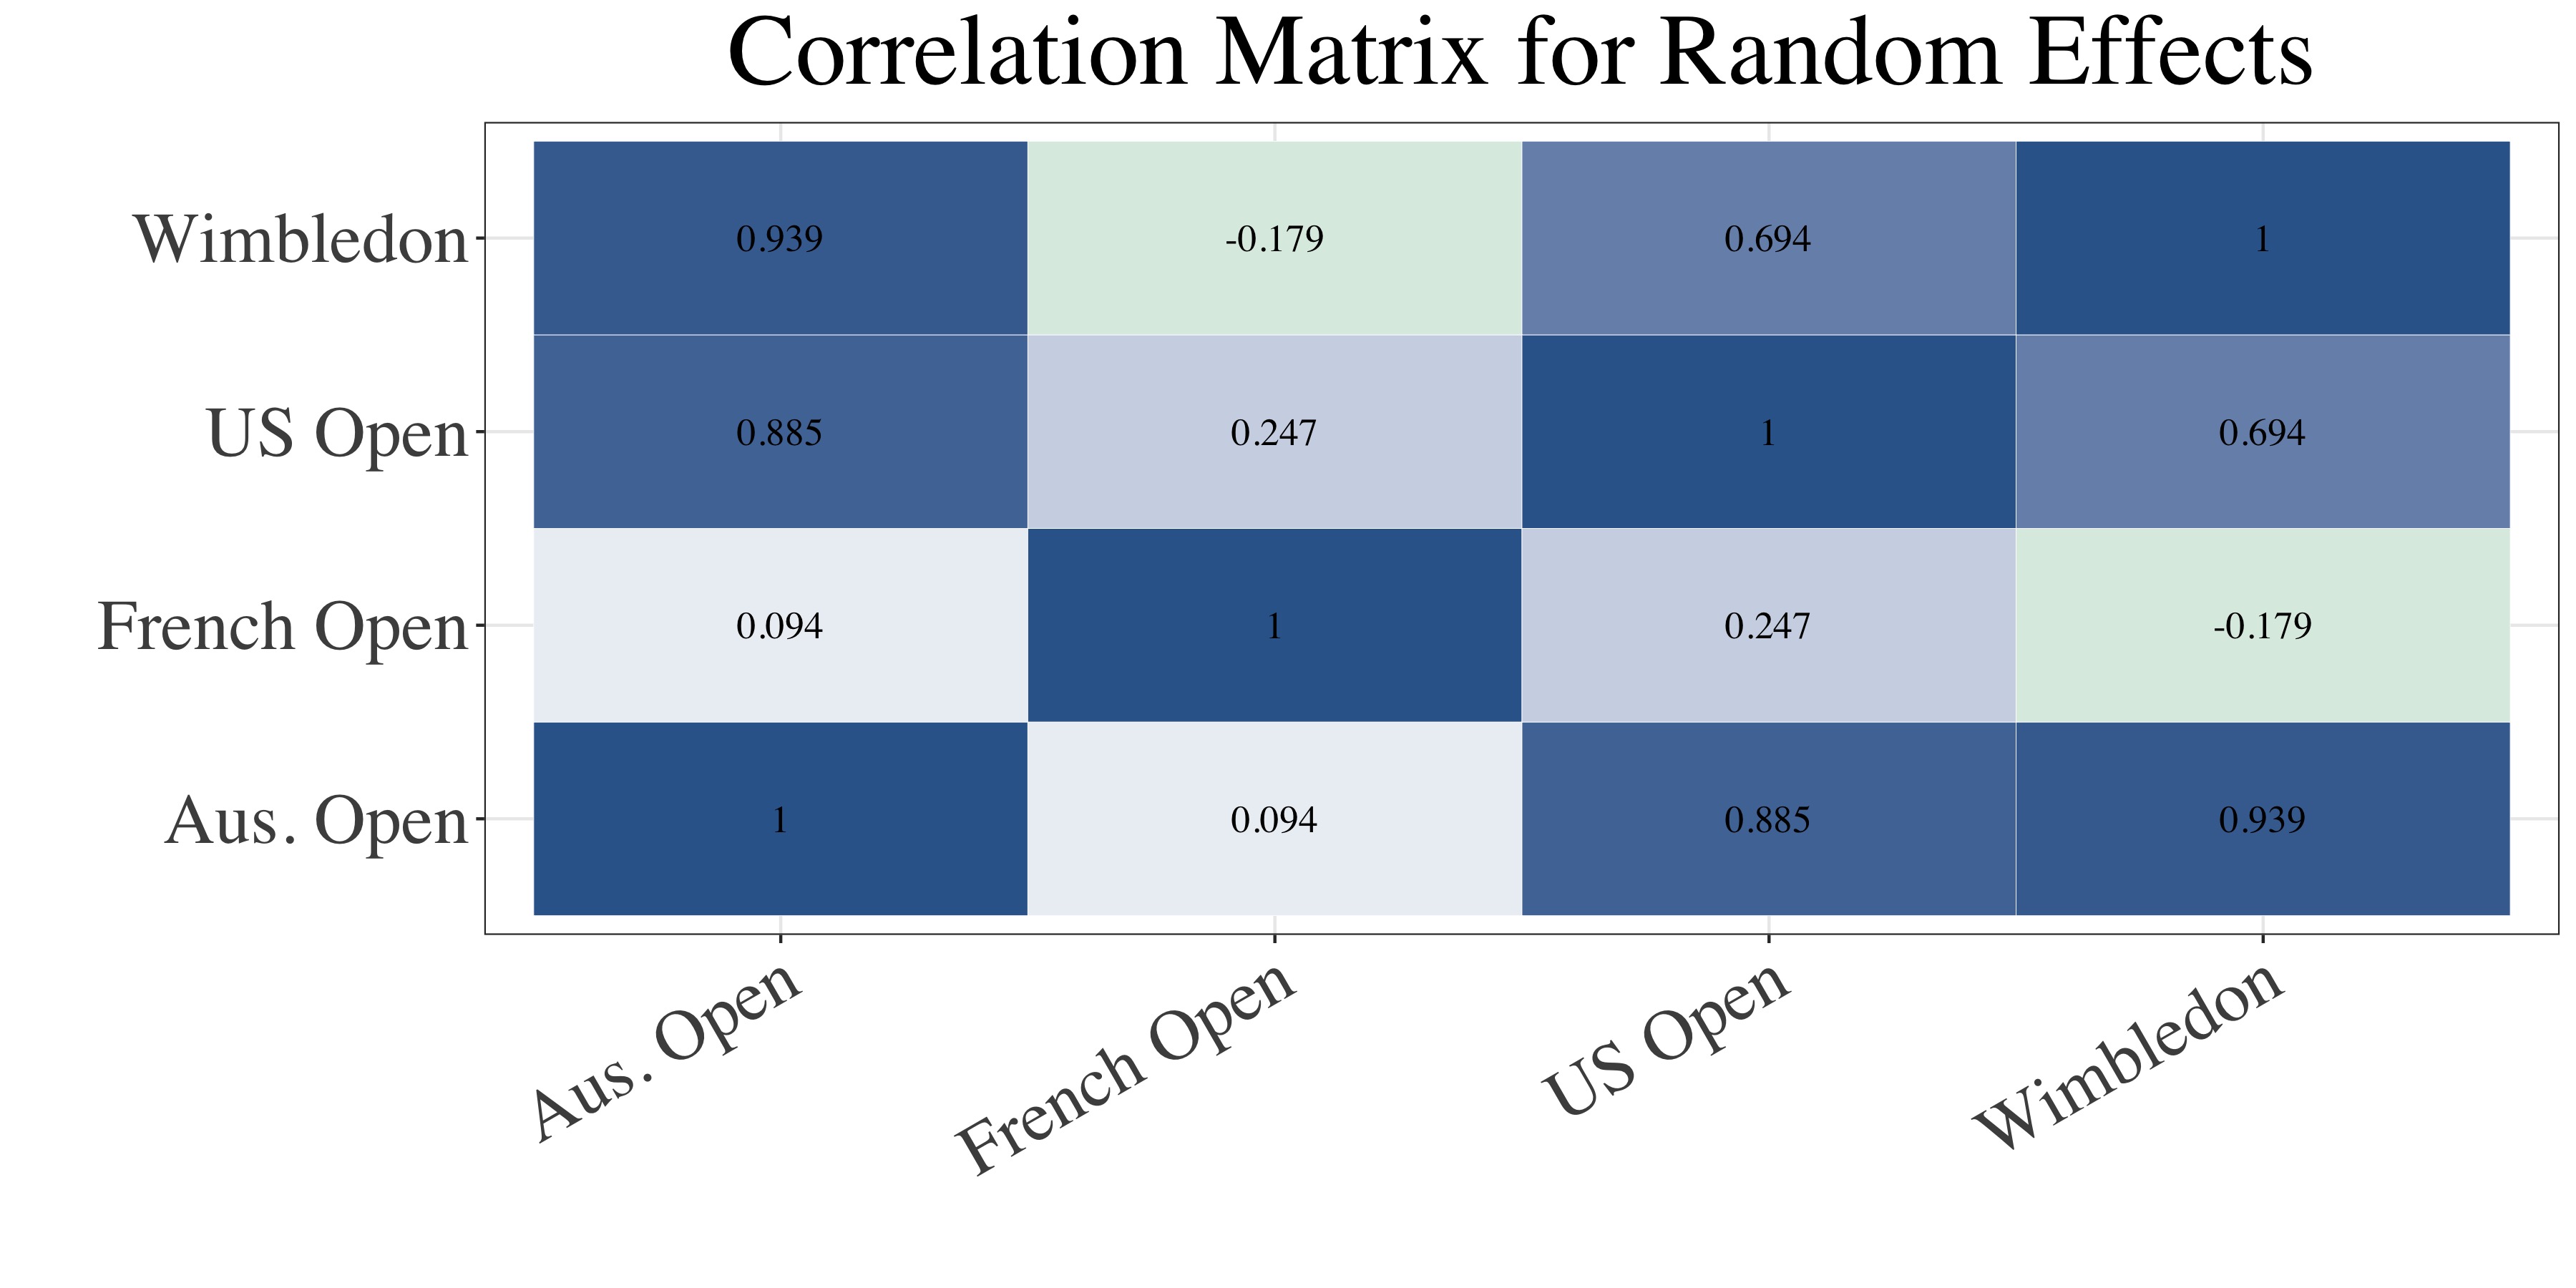 Correlation Matrix for Random Effects
Wimbledon 0.939 -0.179 0.694 1
US Open 0.885 0.247 1 0.694
French Open 0.094 1 0.247 -0.179
Aus. Open 1 0.094 0.885 0.939
Aus. Open French Open US Open Wimbledon